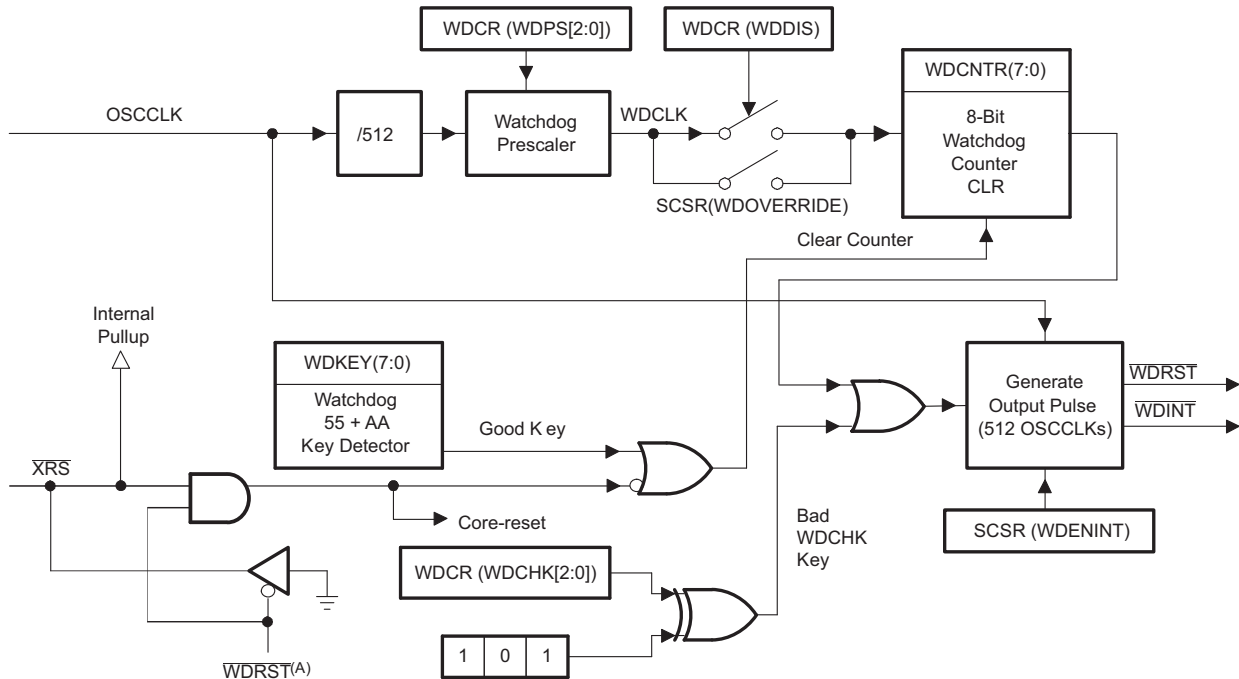 WDCR (WDPS[2:0])
WDCR (WDDIS)
WDCNTR(7:0)
OSCCLK
/512
Watchdog
Prescaler
WDCLK
8-Bit
Watchdog
Counter
CLR
SCSR(WDOVERRIDE)
Clear Counter
Internal
Pullup
WDKEY(7:0)
Watchdog
55 + AA
Key Detector
Good Key
Generate
Output Pulse
(512 OSCCLKs)
WDRST
WDINT
XRS
Core-reset
Bad
WDCHK
Key
SCSR (WDENINT)
WDCR (WDCHK[2:0])
1 0 1
WDRST(A)